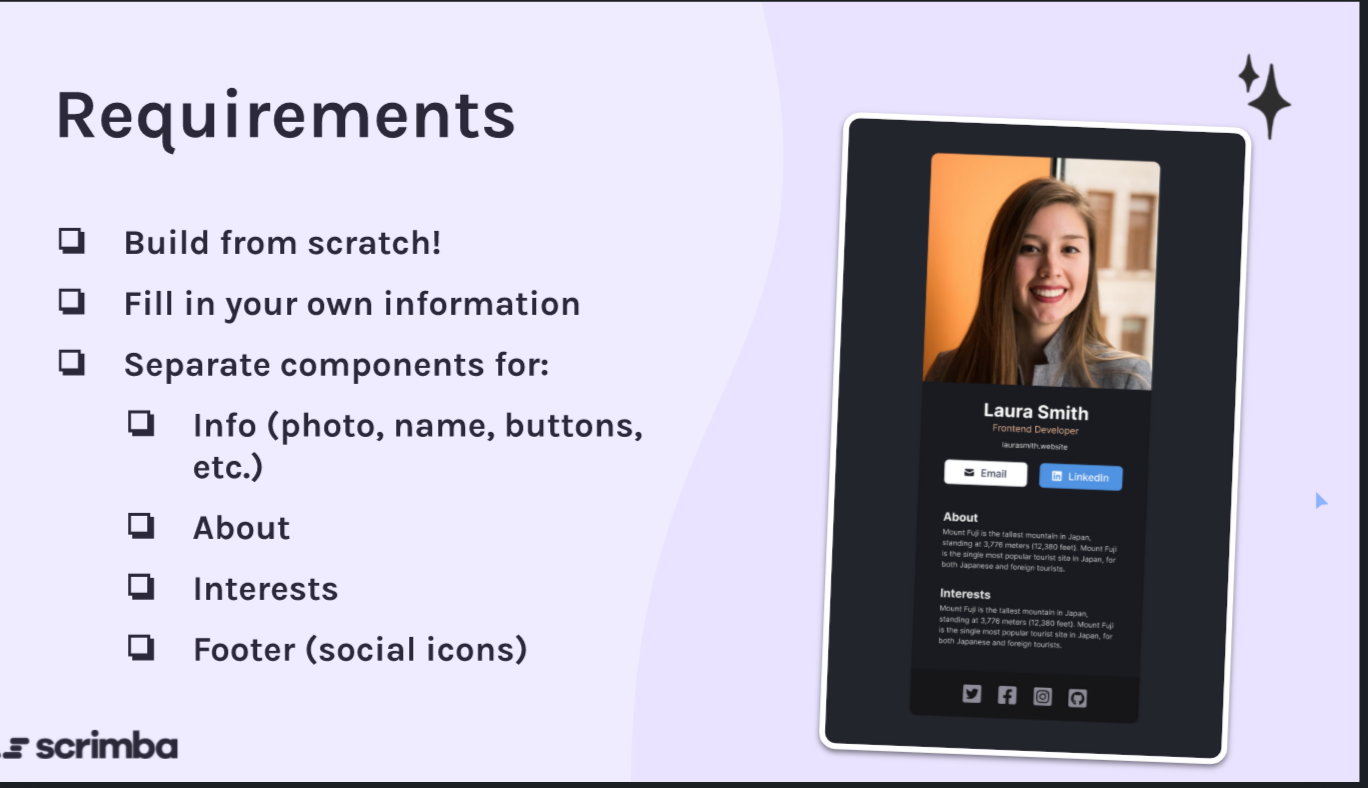 Requirements
Build from scratch!
Fill in your own information
Separate components for:
Info (photo, name, buttons,
etc.)
About
Interests
Footer (social icons)
scrimba
Laura Smith
Frontend Developer
laurasmith.website
Email
LinkedIn
About
Mount Fuji is the tallest mountain in Japan,
standing at 3,776 meters (12,380 feet). Mount Fuji
is the single most popular tourist site in Japan, for
both Japanese and foreign tourists.
Interests
Mount Fuji is the tallest mountain in Japan,
standing at 3,776 meters (12,380 feet). Mount Fuji
is the single most popular tourist site in Japan, for
both Japanese and foreign tourists.